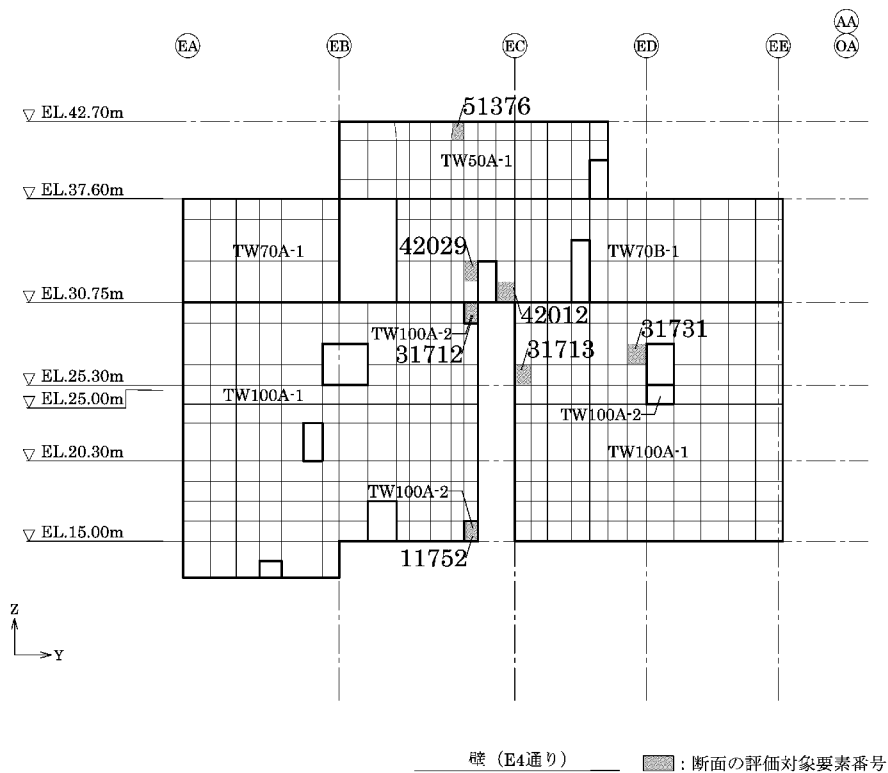 AA
EA EB EC ED EE OA
EL.42.70m
51376
TW50A-1
EL.37.60m
42029
TW70A-1
TW70B-1
EL.30.75m
42012
TW100A-2
31712
31713
31731
EL.25.30m
TW100A-1
EL.25.00m
TW100A-2
EL.20.30m
TW100A-1
TW100A-2
EL.15.00m
11752
Z
Y
壁（E4通り）
：断面の評価対象要素番号